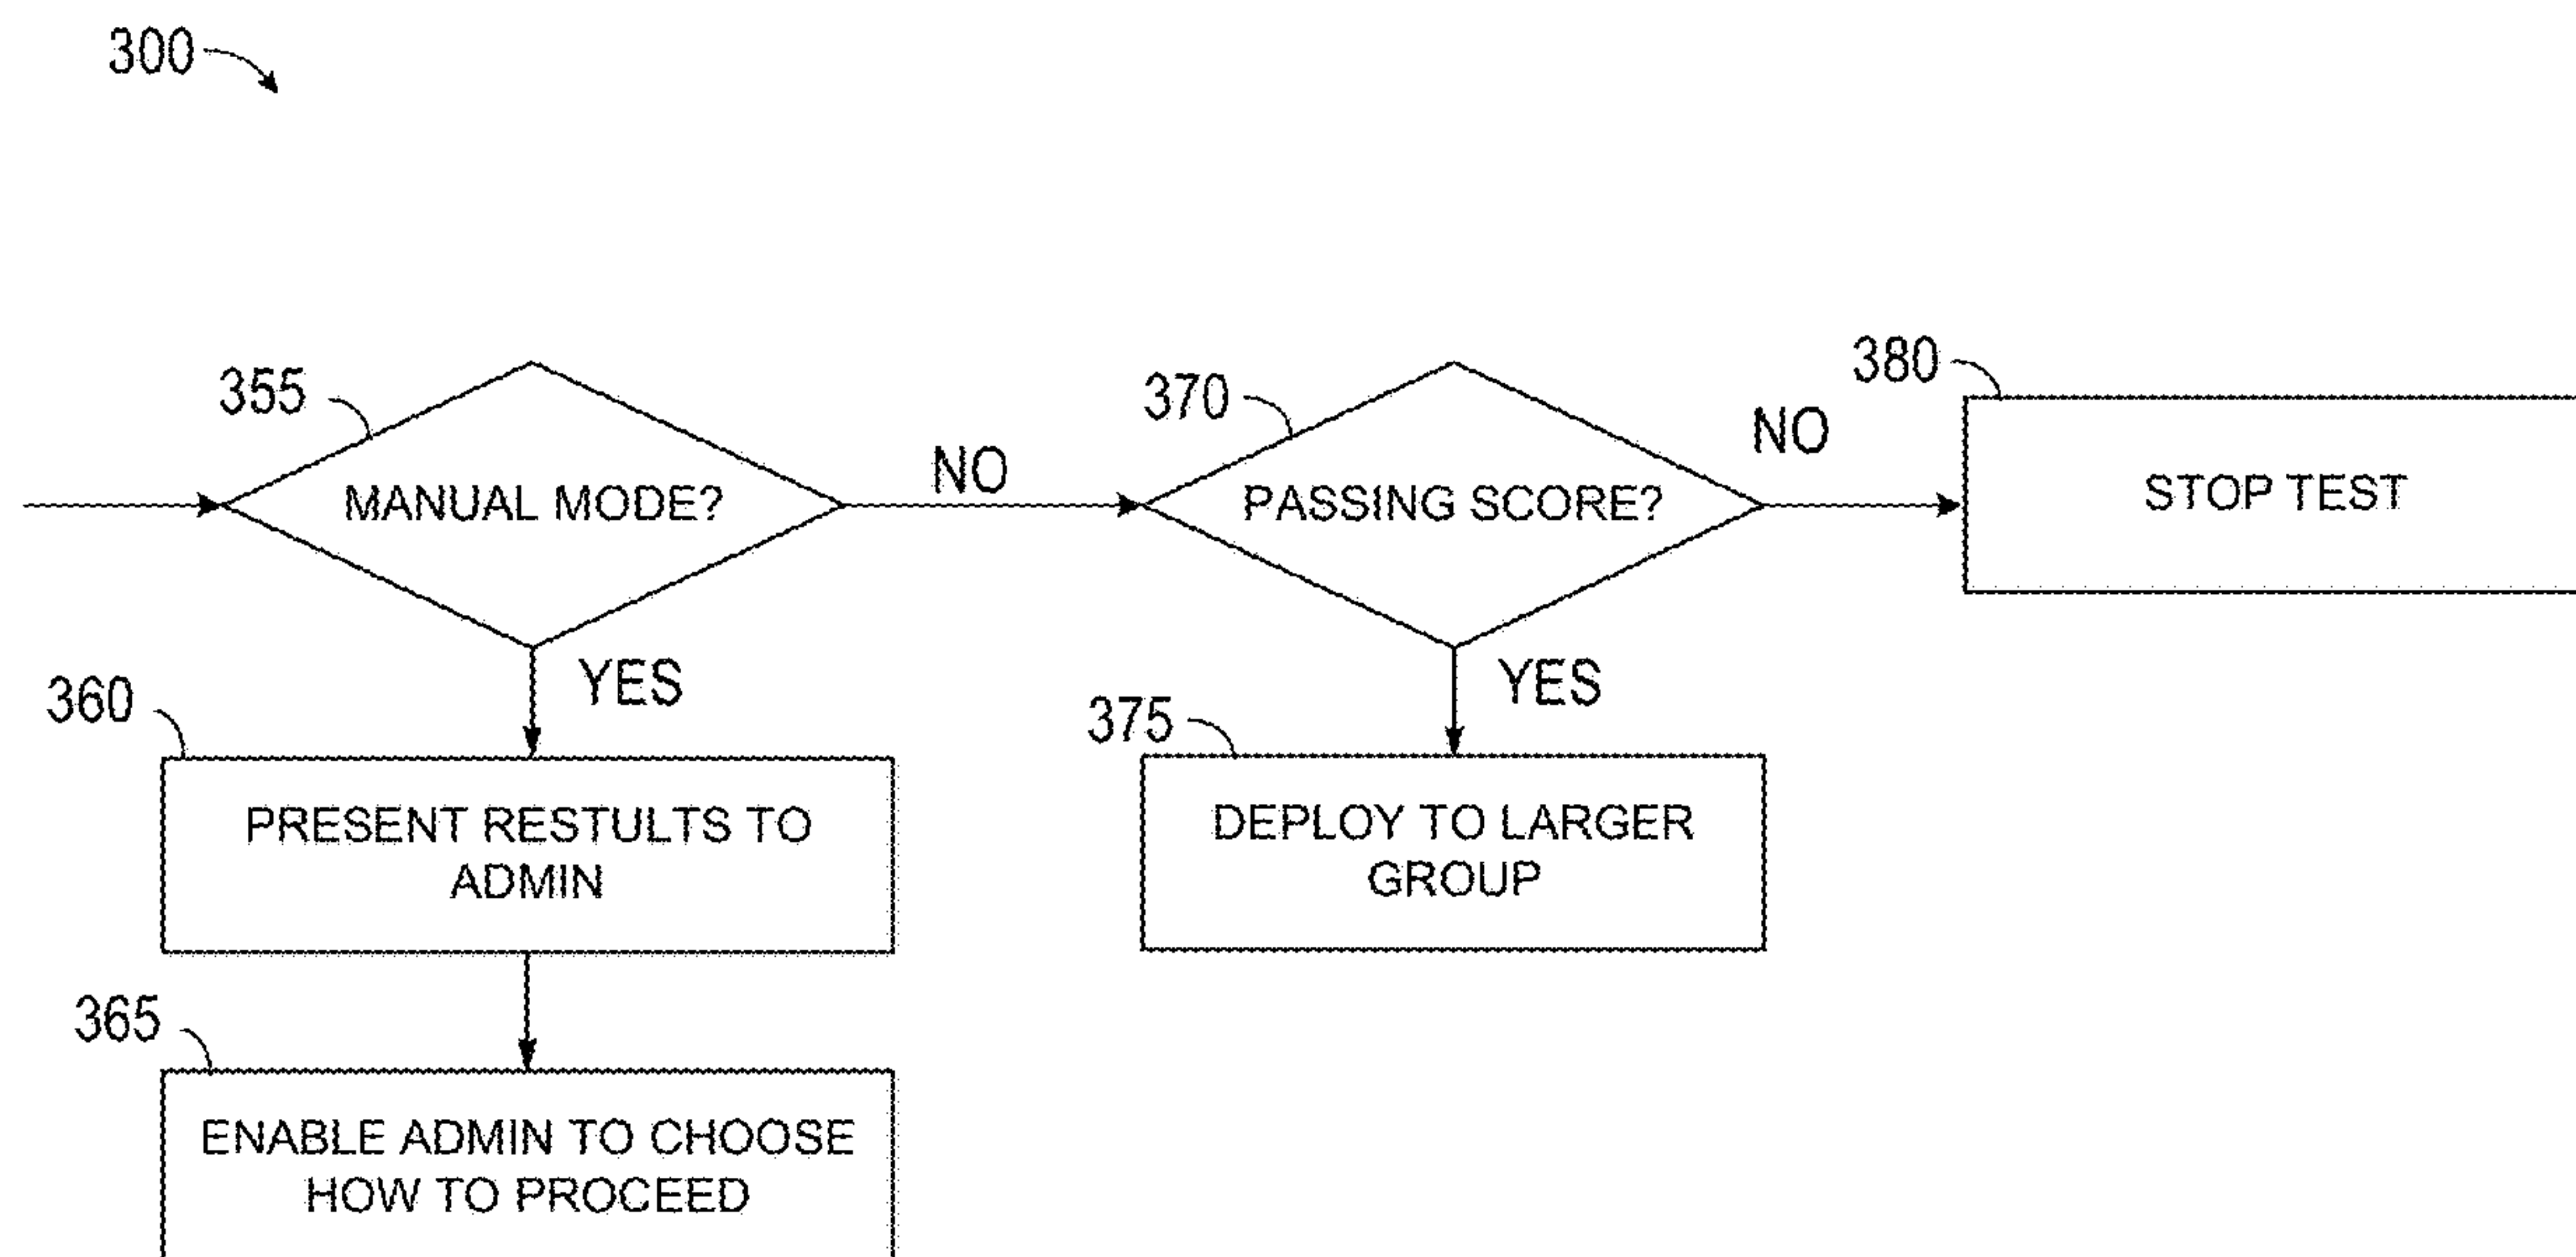 300
355
MANUAL MODE?
NO
370
PASSING SCORE?
NO
380
STOP TEST
YES
360
PRESENT RESTULTS TO
ADMIN
YES
375
DEPLOY TO LARGER
GROUP
365
ENABLE ADMIN TO CHOOSE
HOW TO PROCEED